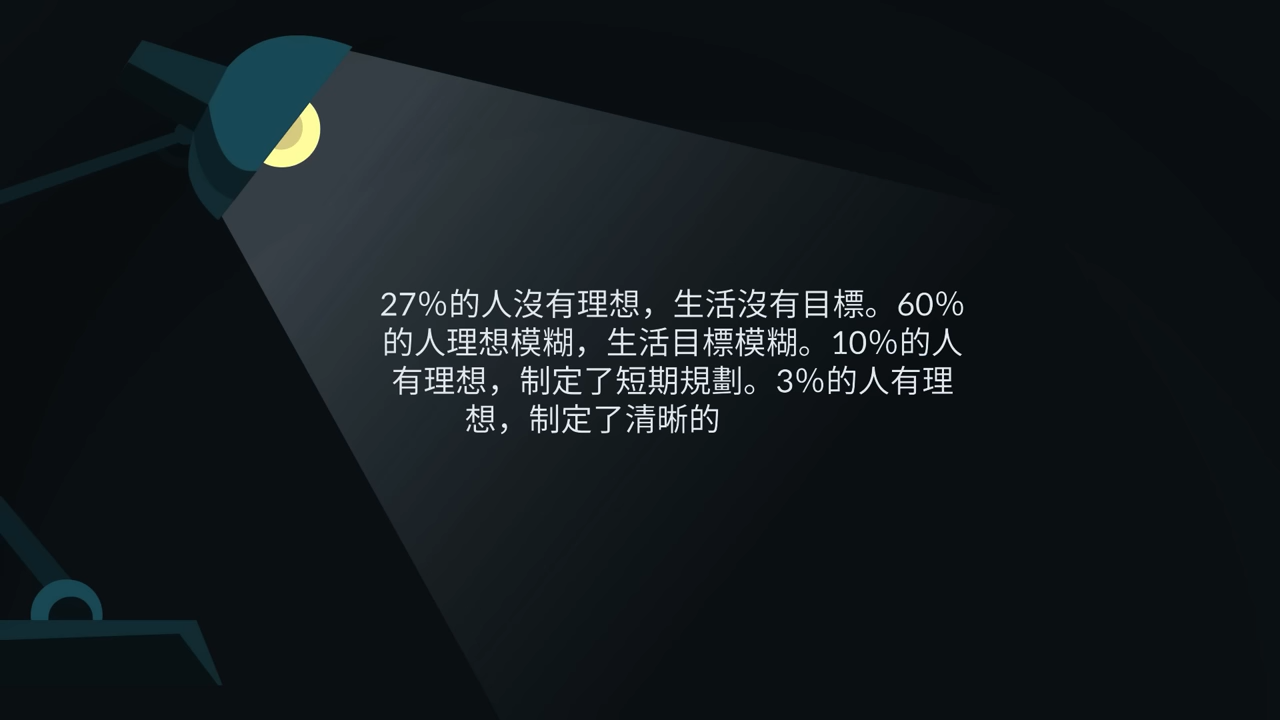 27%的人沒有理想，生活沒有目標。60%
的人理想模糊，生活目標模糊。10%的人
有理想，制定了短期規劃。3%的人有理
想，制定了清晰的